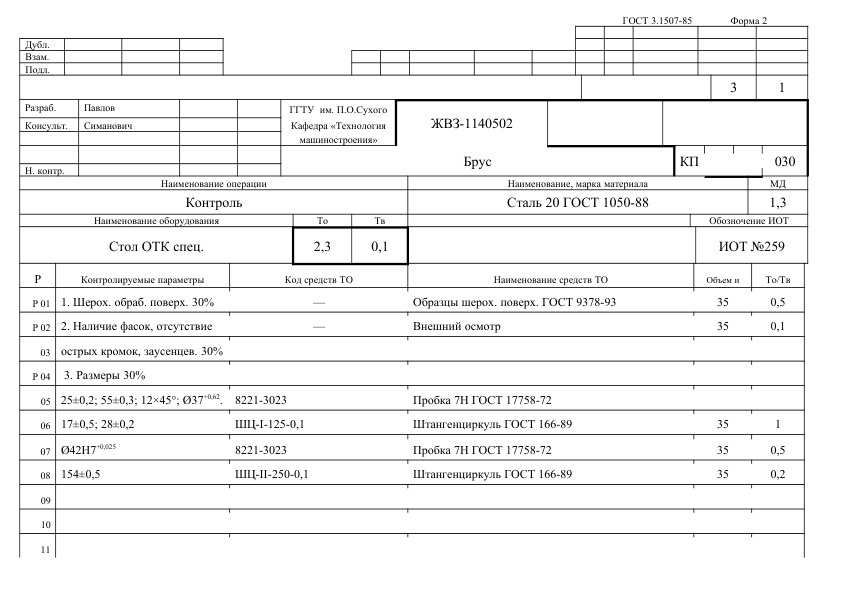 ГОСТ 3.1507-85 Форма 2
Дубл.
Взам.
Подл.
3 1
Разраб. Павлов ГГТУ им. П.О.Сухого
Консульт. Симанович Кафедра «Технология машиностроения»
ЖВЗ-1140502
Н. контр. Брус КП 030
Наименование операции Наименование, марка материала МД
Контроль Сталь 20 ГОСТ 1050-88 1,3
Наименование оборудования То Тв Обозначение ИОТ
Стол ОТК спец. 2,3 0,1 ИОТ №259
Р Контролируемые параметры Код средств ТО Наименование средств ТО Объем и То/Тв
Р 01 1. Шерох. обраб. поверх. 30% — Образцы шерох. поверх. ГОСТ 9378-93 35 0,5
Р 02 2. Наличие фасок, отсутствие — Внешний осмотр 35 0,1
03 острых кромок, заусенцев. 30%
Р 04 3. Размеры 30%
05 25±0,2; 55±0,3; 12×45°; Ø37+0,62. 8221-3023 Пробка 7Н ГОСТ 17758-72
06 17±0,5; 28±0,2 ШЦ-I-125-0,1 Штангенциркуль ГОСТ 166-89 35 1
07 Ø42Н7+0,025 8221-3023 Пробка 7Н ГОСТ 17758-72 35 0,5
08 154±0,5 ШЦ-II-250-0,1 Штангенциркуль ГОСТ 166-89 35 0,2
09
10
11